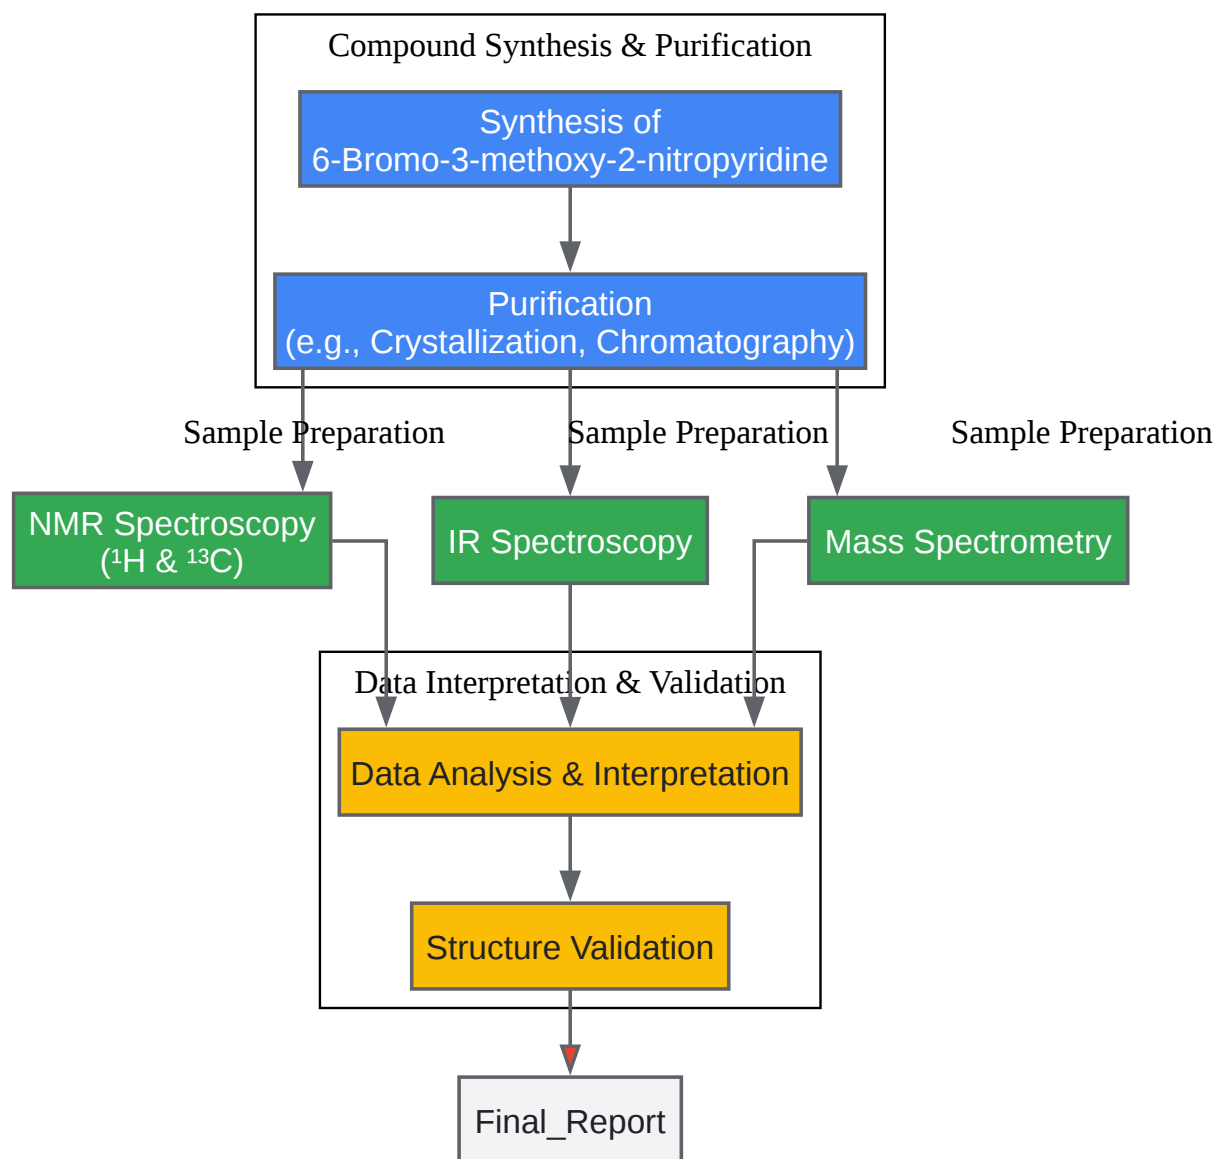 Compound Synthesis & Purification
Synthesis of
6-Bromo-3-methoxy-2-nitropyridine
Purification
(e.g., Crystallization, Chromatography)
Sample Preparation
Sample Preparation
Sample Preparation
NMR Spectroscopy
(¹H & ¹³C)
IR Spectroscopy
Mass Spectrometry
Data Interpretation & Validation
Data Analysis & Interpretation
Structure Validation
Final_Report